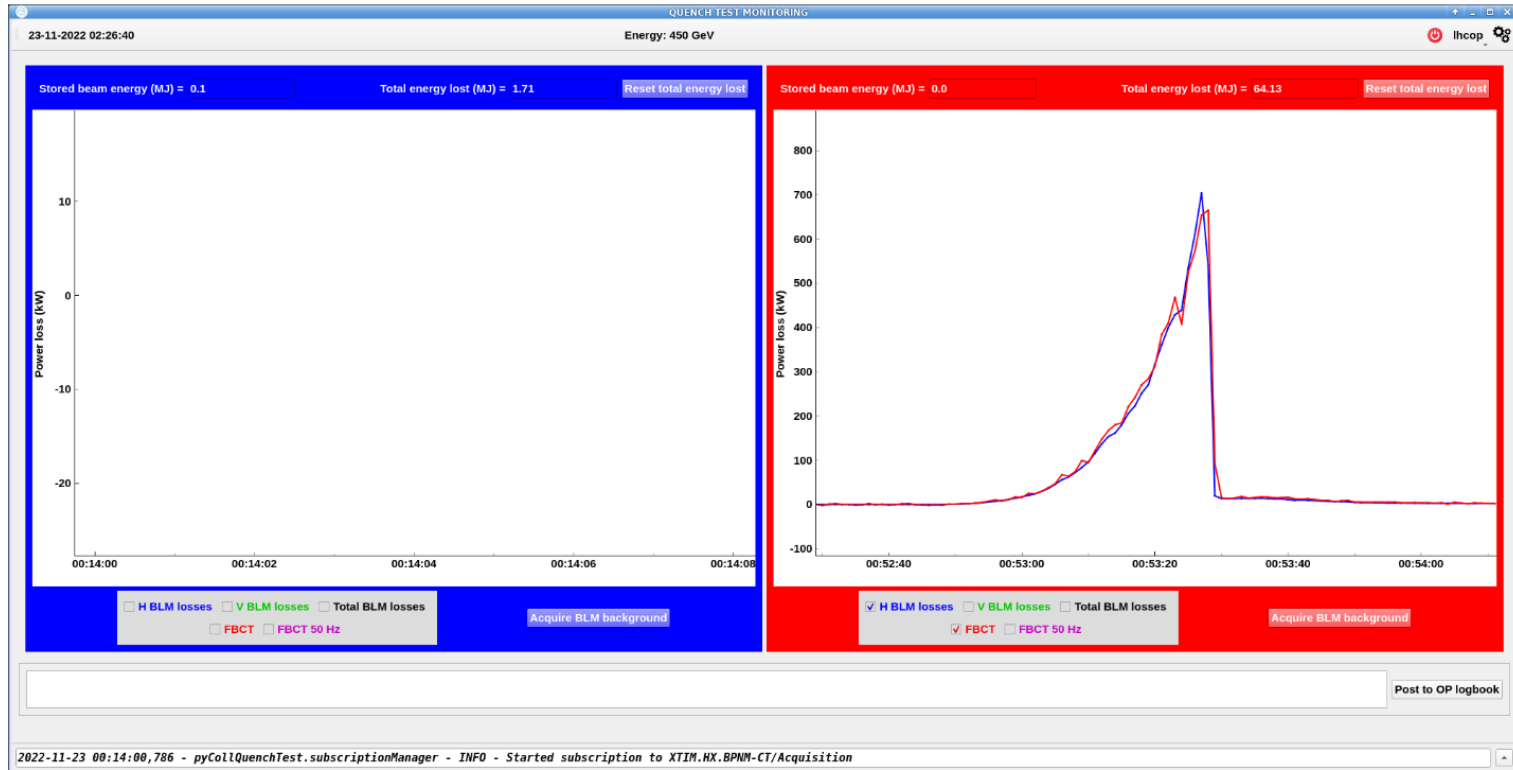 QUENCH TEST MONITORING
23-11-2022 02:26:40
Energy: 450 GeV
lhcop
Stored beam energy (MJ) = 0.1
Total energy lost (MJ) = 1.71
Reset total energy lost
Power loss (kW)
10
0
-10
-20
00:14:00 00:14:02 00:14:04 00:14:06 00:14:08
H BLM losses V BLM losses Total BLM losses
FBCT FBCT 50 Hz
Acquire BLM background
Stored beam energy (MJ) = 0.0
Total energy lost (MJ) = 64.13
Reset total energy lost
Power loss (kW)
800
700
600
500
400
300
200
100
0
-100
00:52:40 00:53:00 00:53:20 00:53:40 00:54:00
H BLM losses V BLM losses Total BLM losses
FBCT FBCT 50 Hz
Acquire BLM background
Post to OP logbook
2022-11-23 00:14:00,786 - pyCollQuenchTest.subscriptionManager - INFO - Started subscription to XTIM.HX.BPNM-CT/Acquisition